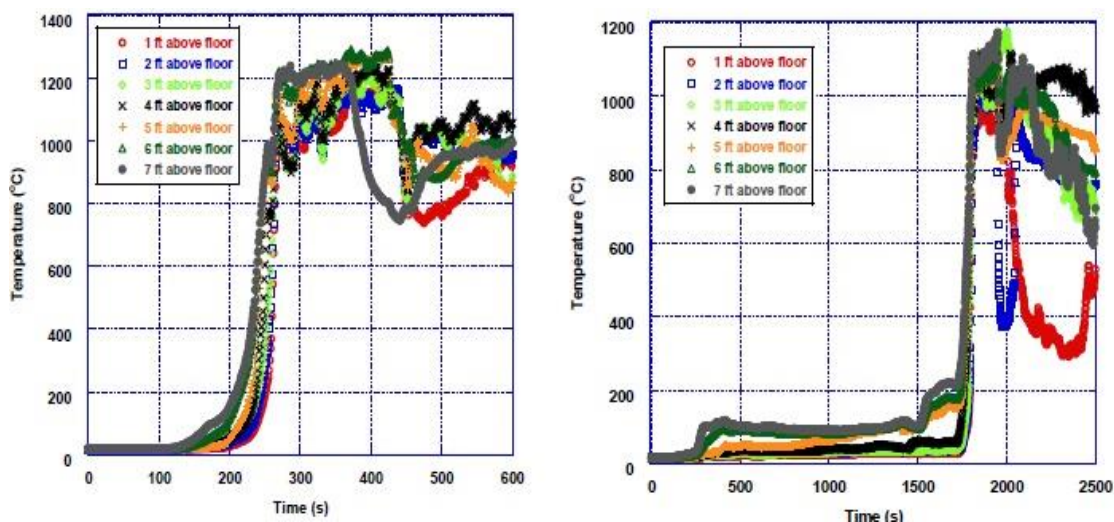 1400
1200
1000
800
600
400
200
0
Temperature (°C)
1 ft above floor
2 ft above floor
3 ft above floor
4 ft above floor
5 ft above floor
6 ft above floor
7 ft above floor
0 100 200 300 400 500 600
Time (s)
1200
1000
800
600
400
200
0
Temperature (°C)
1 ft above floor
2 ft above floor
3 ft above floor
4 ft above floor
5 ft above floor
6 ft above floor
7 ft above floor
0 500 1000 1500 2000 2500
Time (s)